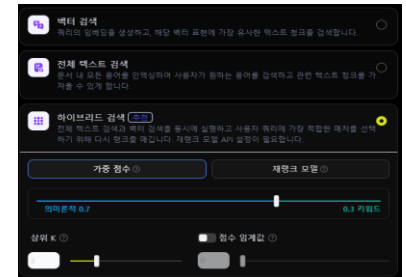 벡터 검색
쿼리의 임베딩을 생성하고, 해당 벡터 표현에 가장 유사한 텍스트 청크를 검색합니다.
전체 텍스트 검색
문서 내 모든 용어를 인덱싱하여 사용자가 원하는 용어를 검색하고 관련 텍스트 청크를 가
져올 수 있게 합니다.
하이브리드 검색 추천
전체 텍스트 검색과 벡터 검색을 동시에 실행하고 사용자 쿼리에 가장 적합한 매치를 선택
하기 위해 다시 랭크를 매깁니다. 재랭크 모델 API 설정이 필요합니다.
가중 점수 재랭크 모델
의미론적 0.7 0.3 키워드
상위 K 점수 임계값